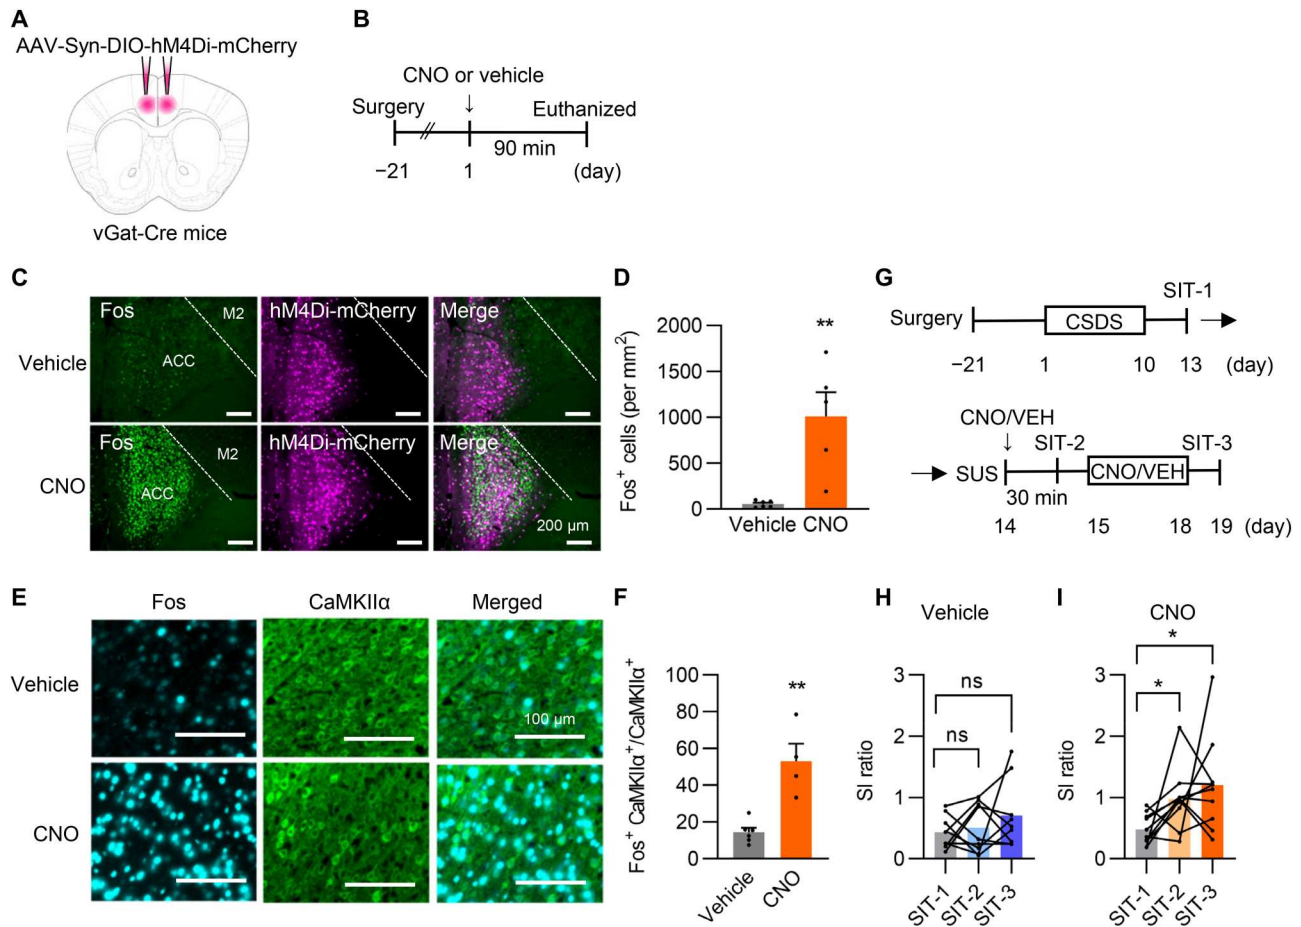 A
AAV-Syn-DIO-hM4Di-mCherry
vGat-Cre mice
B
CNO or vehicle
↓
Surgery
Euthanized
90 min
−21
1
(day)
C
Fos
M2
hM4Di-mCherry
Merge
Vehicle
ACC
Fos
M2
hM4Di-mCherry
Merge
CNO
ACC
200 µm
D
Fos+ cells (per mm2)
2000
1500
1000
500
0
**
Vehicle
CNO
G
SIT-1
Surgery
CSDS
−21
1
10
13
(day)
CNO/VEH
↓
SIT-2
SIT-3
SUS
CNO/VEH
30 min
14
15
18
19
(day)
E
Fos
CaMKIIα
Merged
Vehicle
100 µm
CNO
F
Fos+ CaMKIIα+/CaMKIIα+
100
80
60
40
20
0
**
Vehicle
CNO
H
Vehicle
SI ratio
3
2
1
0
ns
ns
SIT-1
SIT-2
SIT-3
I
CNO
SI ratio
3
2
1
0
*
*
SIT-1
SIT-2
SIT-3